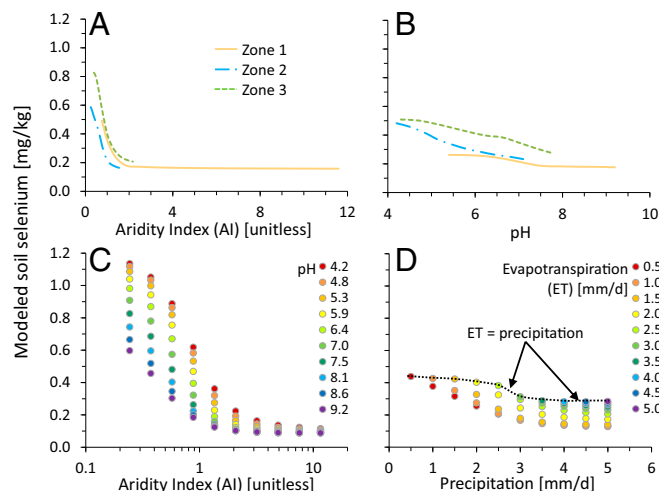 A
B
Modeled soil selenium [mg/kg]
1.2
1.0
0.8
0.6
0.4
0.2
0.0
Zone 1
Zone 2
Zone 3
0 4 8 12
Aridity Index (AI) [unitless]
4 6 8 10
pH
C
D
1.2
1.0
0.8
0.6
0.4
0.2
0.0
pH
4.2
4.8
5.3
5.9
6.4
7.0
7.5
8.1
8.6
9.2
0.1 1 10
Aridity Index (AI) [unitless]
Evapotranspiration
(ET) [mm/d]
ET = precipitation
0.5
1.0
1.5
2.0
2.5
3.0
3.5
4.0
4.5
5.0
0 1 2 3 4 5 6
Precipitation [mm/d]